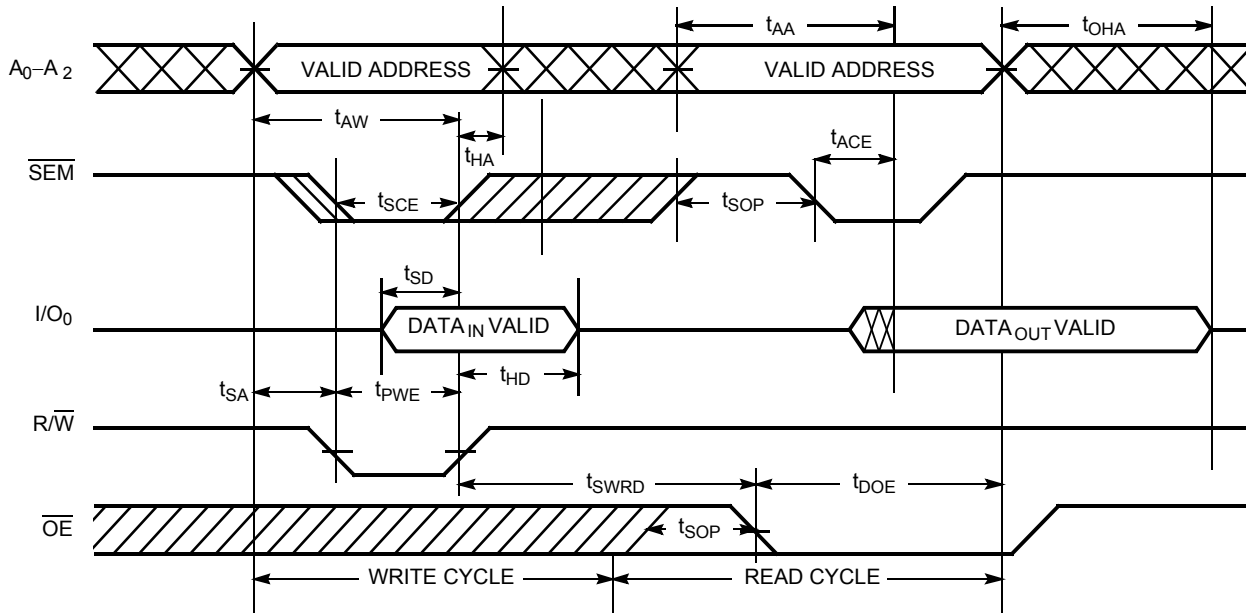 tAA
tOHA
A0–A2
VALID ADDRESS
VALID ADDRESS
tAW
tHA
tACE
SEM
tSCE
tSOP
tSD
I/O0
DATAIN VALID
DATAOUT VALID
tSA
tPWE
tHD
R/W
tSWRD
tDOE
OE
tSOP
WRITE CYCLE
READ CYCLE